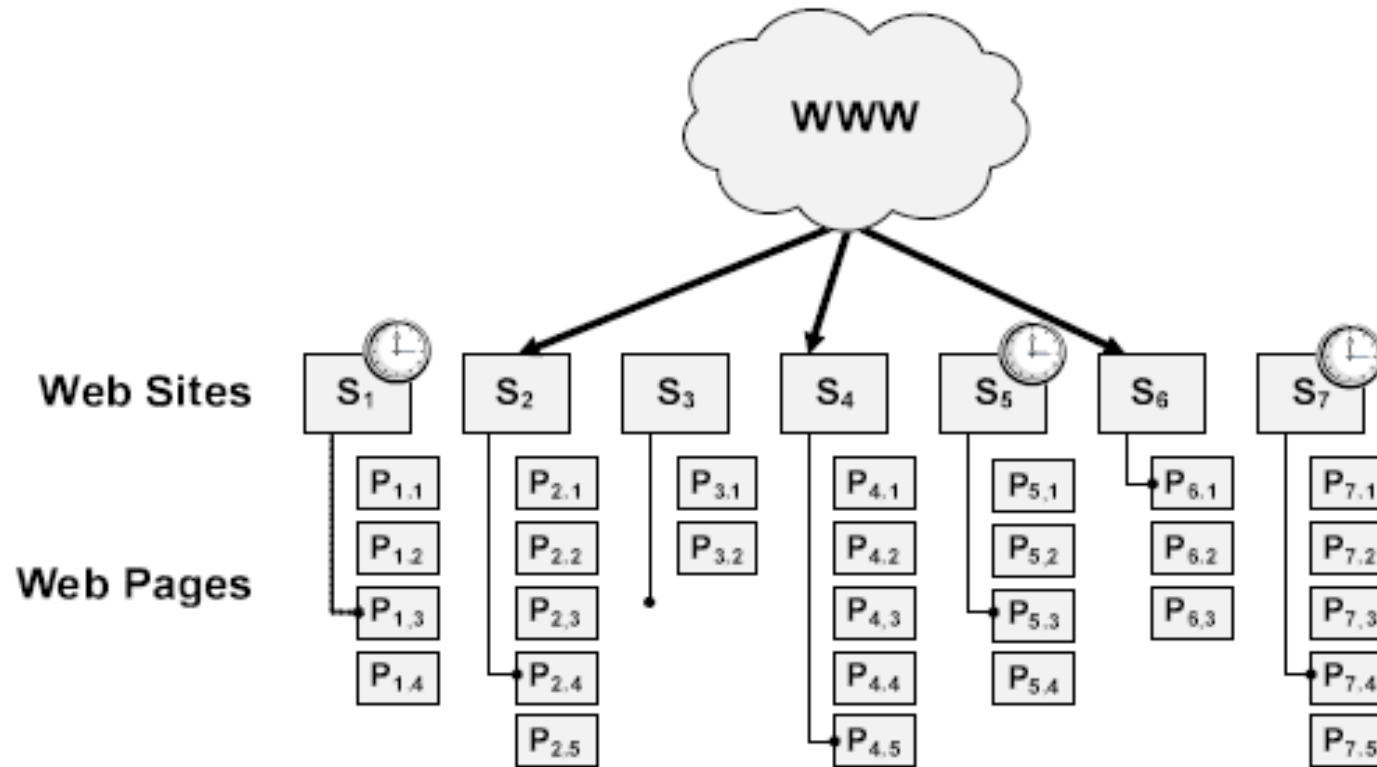 WWW
Web Sites S₁ S₂ S₃ S₄ S₅ S₆ S₇
P₁.₁ P₂.₁ P₃.₁ P₄.₁ P₅,₁ P₆.₁ P₇.₁
P₁.₂ P₂.₂ P₃.₂ P₄.₂ P₅,₂ P₆.₂ P₇.₂
Web Pages
P₁,₃ P₂,₃ P₄,₃ P₅.₃ P₆,₃ P₇,₃
P₁.₄ P₂.₄ P₄.₄ P₅.₄ P₇.₄
P₂.₅ P₄.₅ P₇.₅